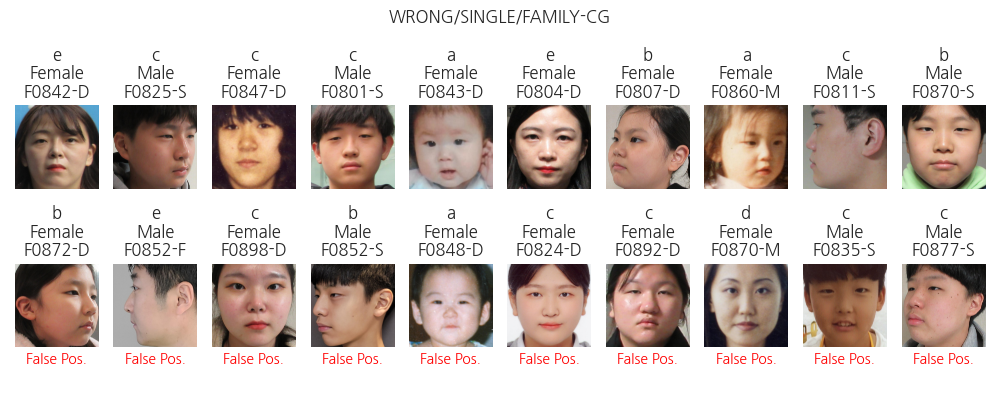 WRONG/SINGLE/FAMILY-CG
e c c c a e b a c b
Female Male Female Male Female Female Female Female Male Male
F0842-D F0825-S F0847-D F0801-S F0843-D F0804-D F0807-D F0860-M F0811-S F0870-S
b e c b a c c d c c
Female Male Female Male Female Female Female Female Male Male
F0872-D F0852-F F0898-D F0852-S F0848-D F0824-D F0892-D F0870-M F0835-S F0877-S
False Pos. False Pos. False Pos. False Pos. False Pos. False Pos. False Pos. False Pos. False Pos. False Pos.